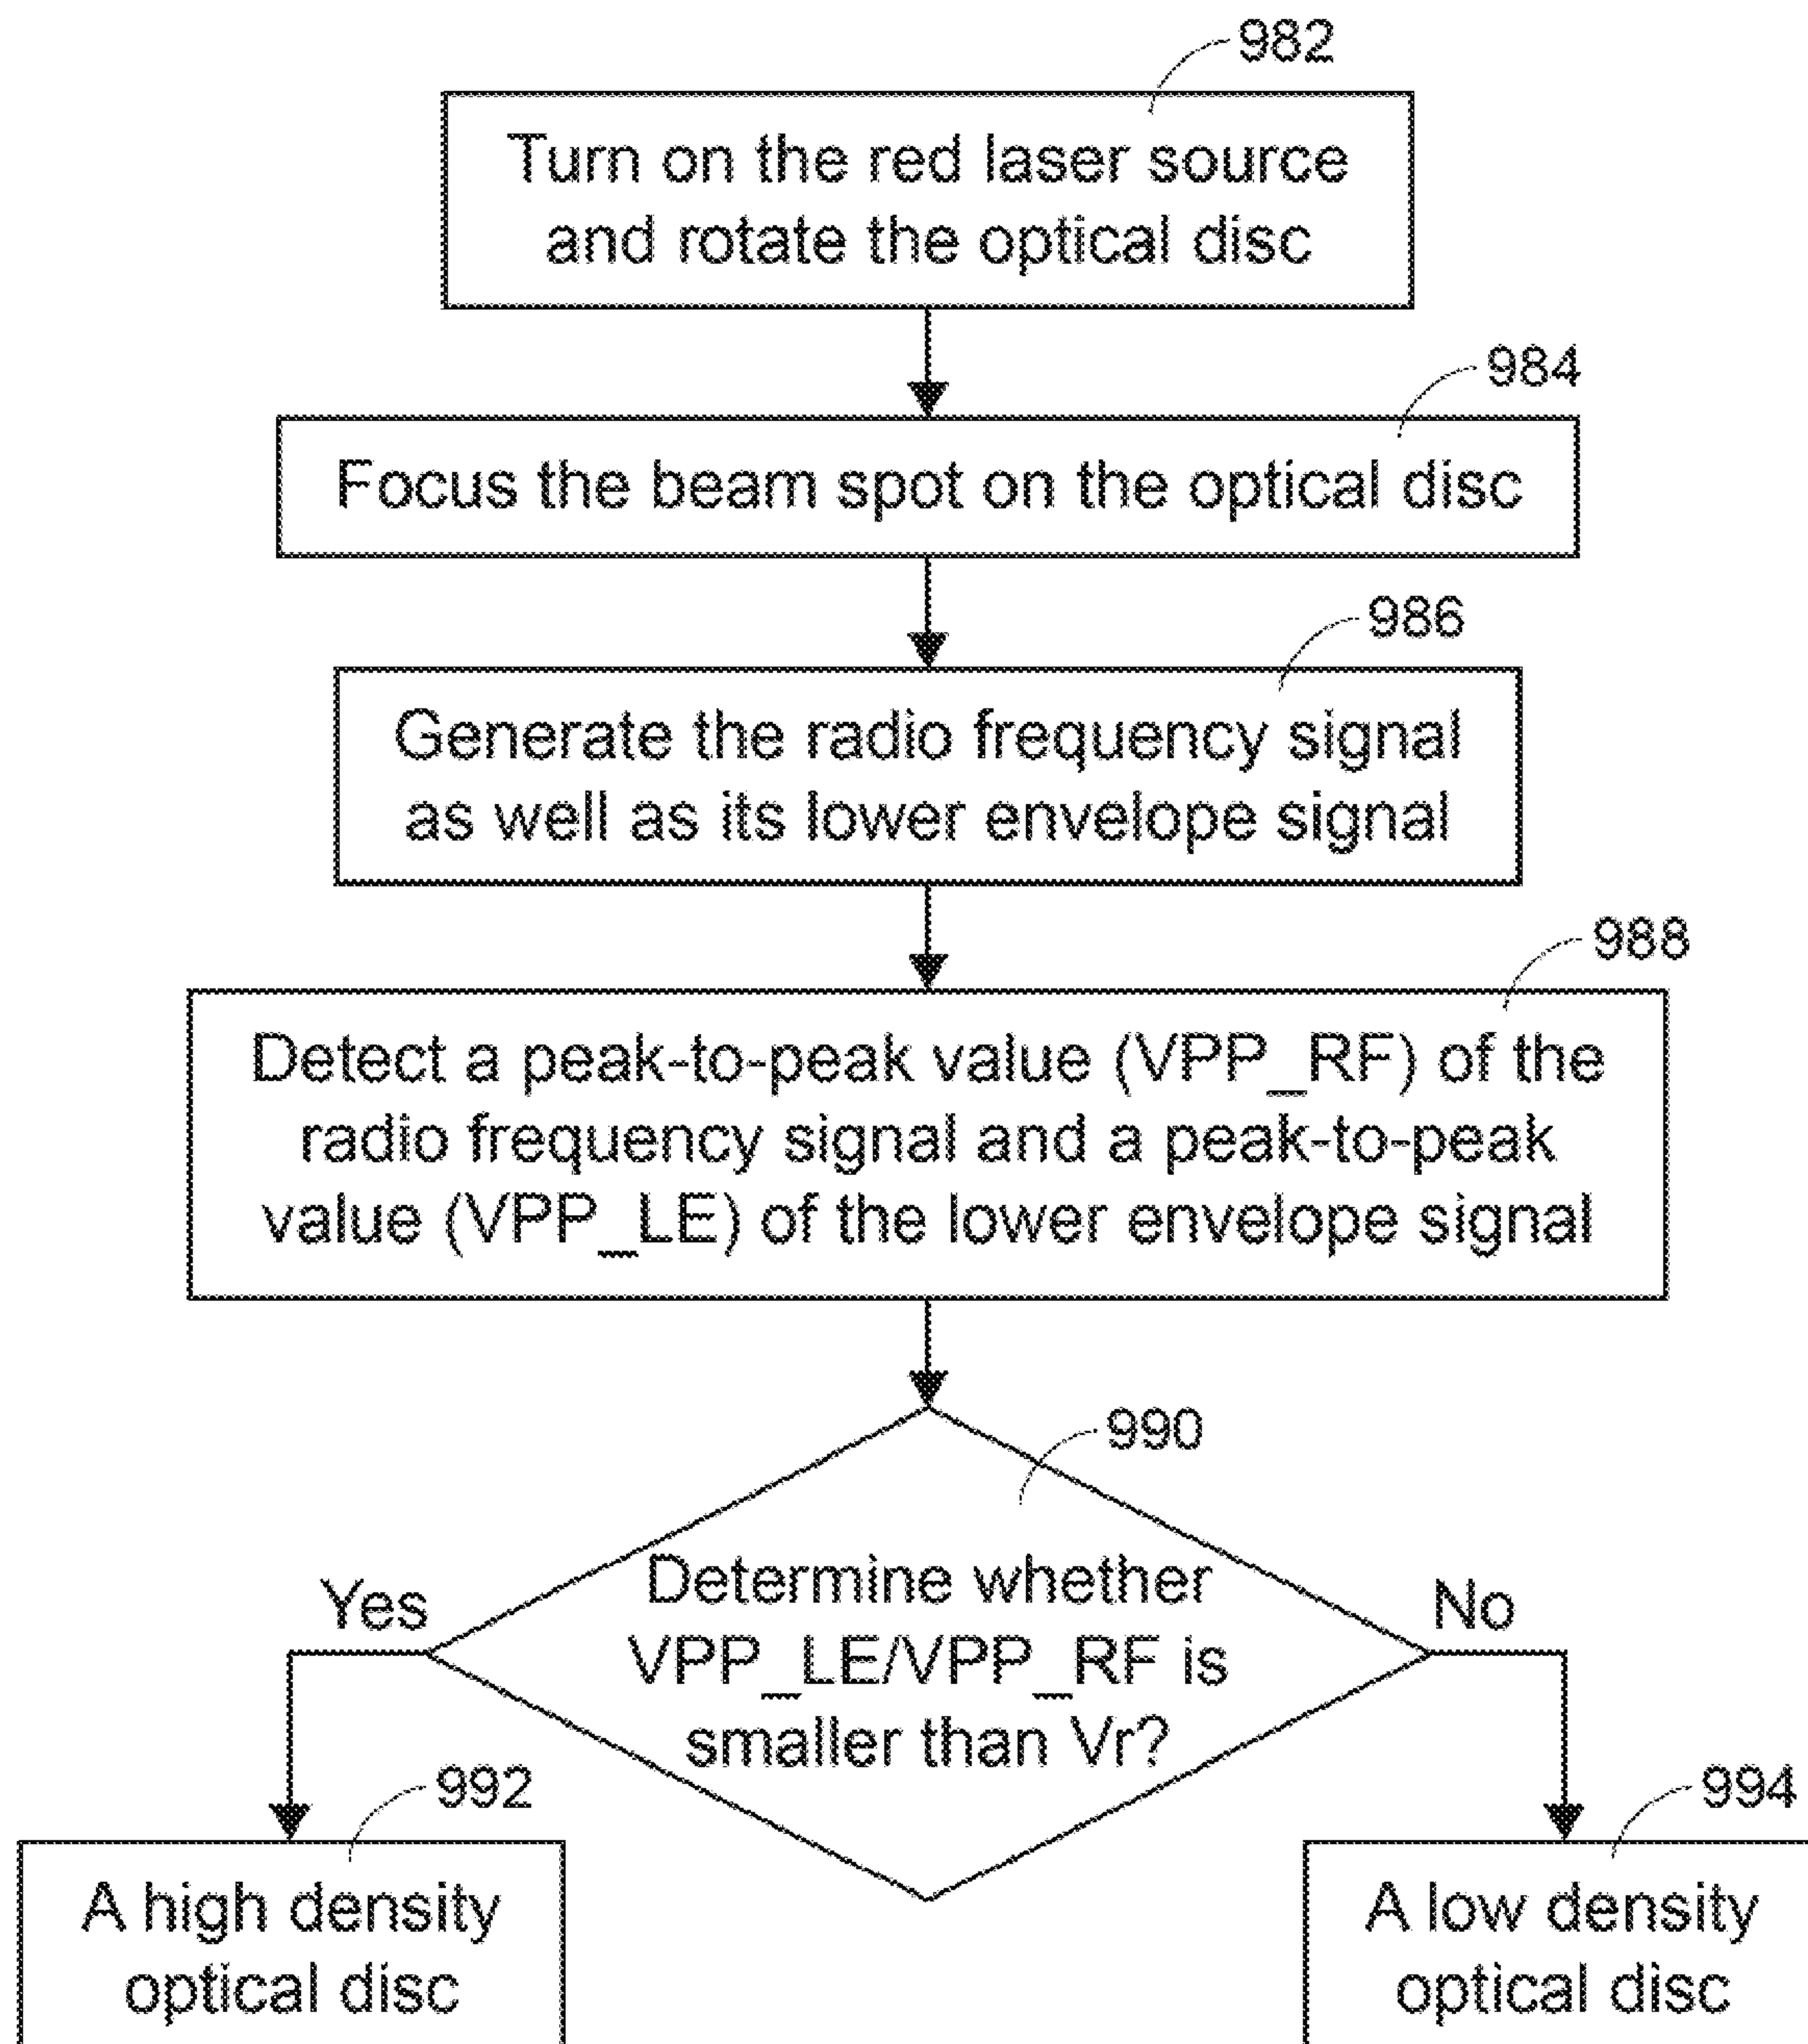 982
Turn on the red laser source
and rotate the optical disc
984
Focus the beam spot on the optical disc
986
Generate the radio frequency signal
as well as its lower envelope signal
988
Detect a peak-to-peak value (VPP_RF) of the
radio frequency signal and a peak-to-peak
value (VPP_LE) of the lower envelope signal
990
Determine whether
VPP_LE/VPP_RF is
smaller than Vr?
Yes
No
992
A high density
optical disc
994
A low density
optical disc